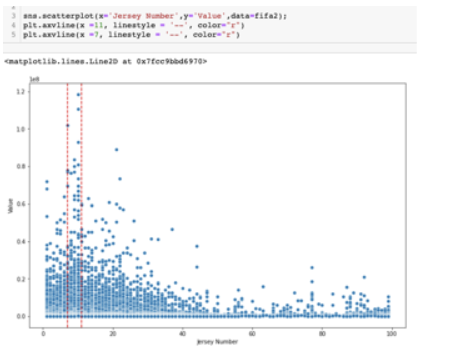 3 sns.scatterplot(x='Jersey Number',y='Value',data=fifa2);
4 plt.axvline(x =11, linestyle = '--', color="r")
5 plt.axvline(x =7, linestyle = '--', color="r")
<matplotlib.lines.Line2D at 0x7fcc9bbd6970>
1e8
1.2
1.0
0.8
0.6
0.4
0.2
0.0
Value
0 20 40 60 80 100
Jersey Number